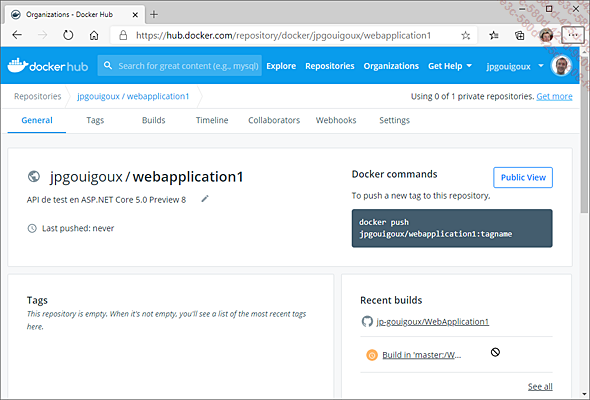 Organizations - Docker Hub
https://hub.docker.com/repository/docker/jpgouigoux/webapplication1
dockerhub
Search for great content (e.g., mysql)
Explore
Repositories
Organizations
Get Help
jpgouigoux
Repositories
jpgouigoux / webapplication1
Using 0 of 1 private repositories. Get more
General
Tags
Builds
Timeline
Collaborators
Webhooks
Settings
jpgouigoux / webapplication1
API de test en ASP.NET Core 5.0 Preview 8
Last pushed: never
Docker commands
Public View
To push a new tag to this repository,
docker push
jpgouigoux/webapplication1:tagname
Tags
This repository is empty. When it's not empty, you'll see a list of the most recent tags
here.
Recent builds
jp-gouigoux/WebApplication1
Build in 'master:/W...
See all